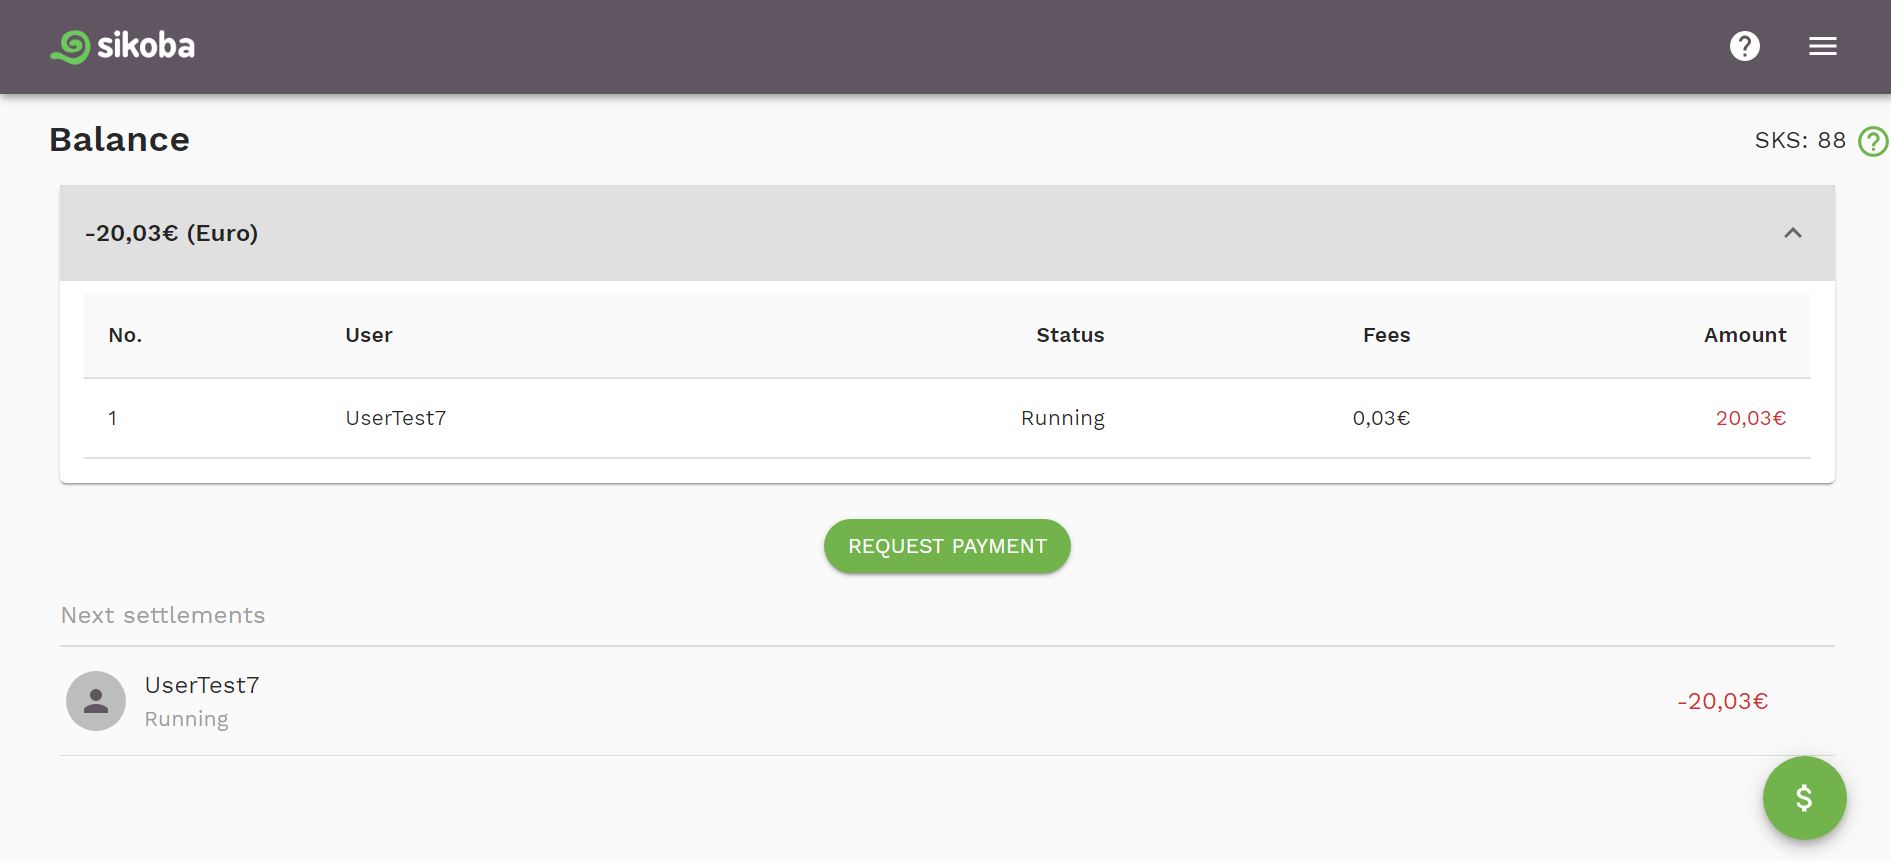 sikoba
?
Balance
SKS: 88 ?
-20,03€ (Euro)
No. User Status Fees Amount
1 UserTest7 Running 0,03€ 20,03€
REQUEST PAYMENT
Next settlements
UserTest7
Running
-20,03€
$